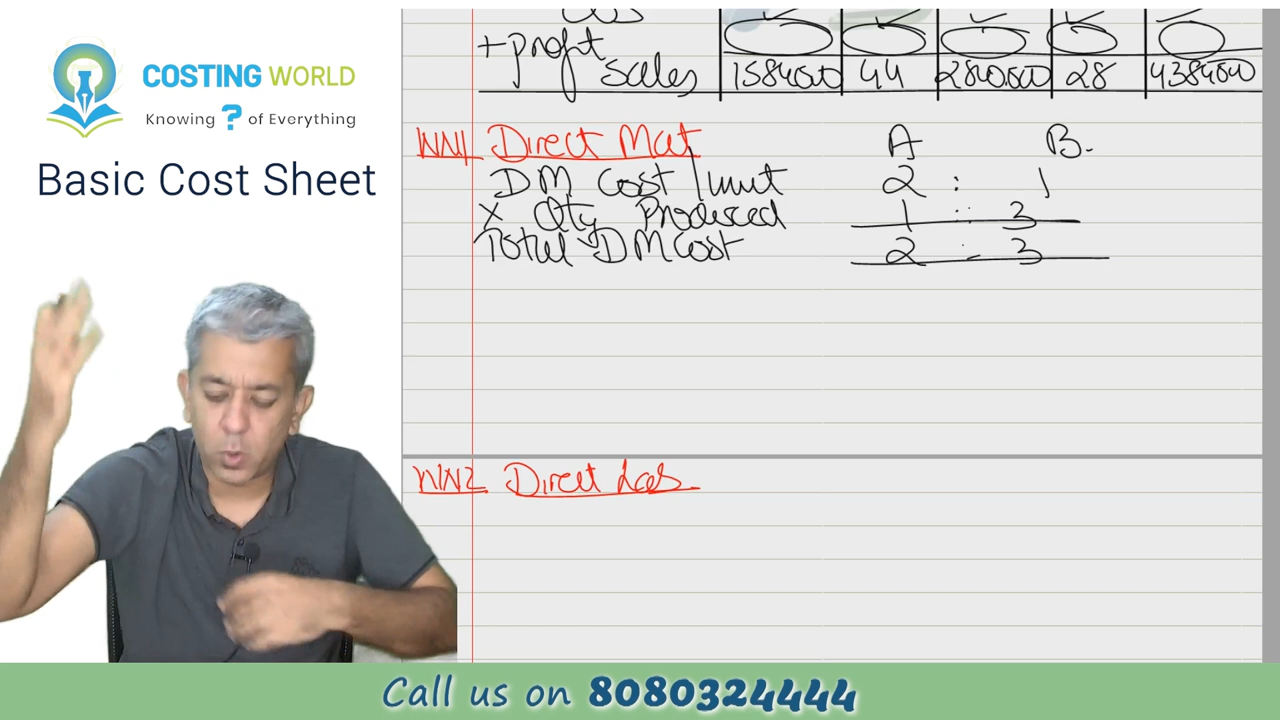 COSTING WORLD
Knowing ? of Everything
Basic Cost Sheet
+ profit
Sales 1584000 44 2800000 28 4384000
WN1 Direct Mat A B.
DM Cost / unit 2 : 1
X Qty Produced 1 : 3
Total DM Cost 2 : 3
WN2 Direct Lab
Call us on 8080324444